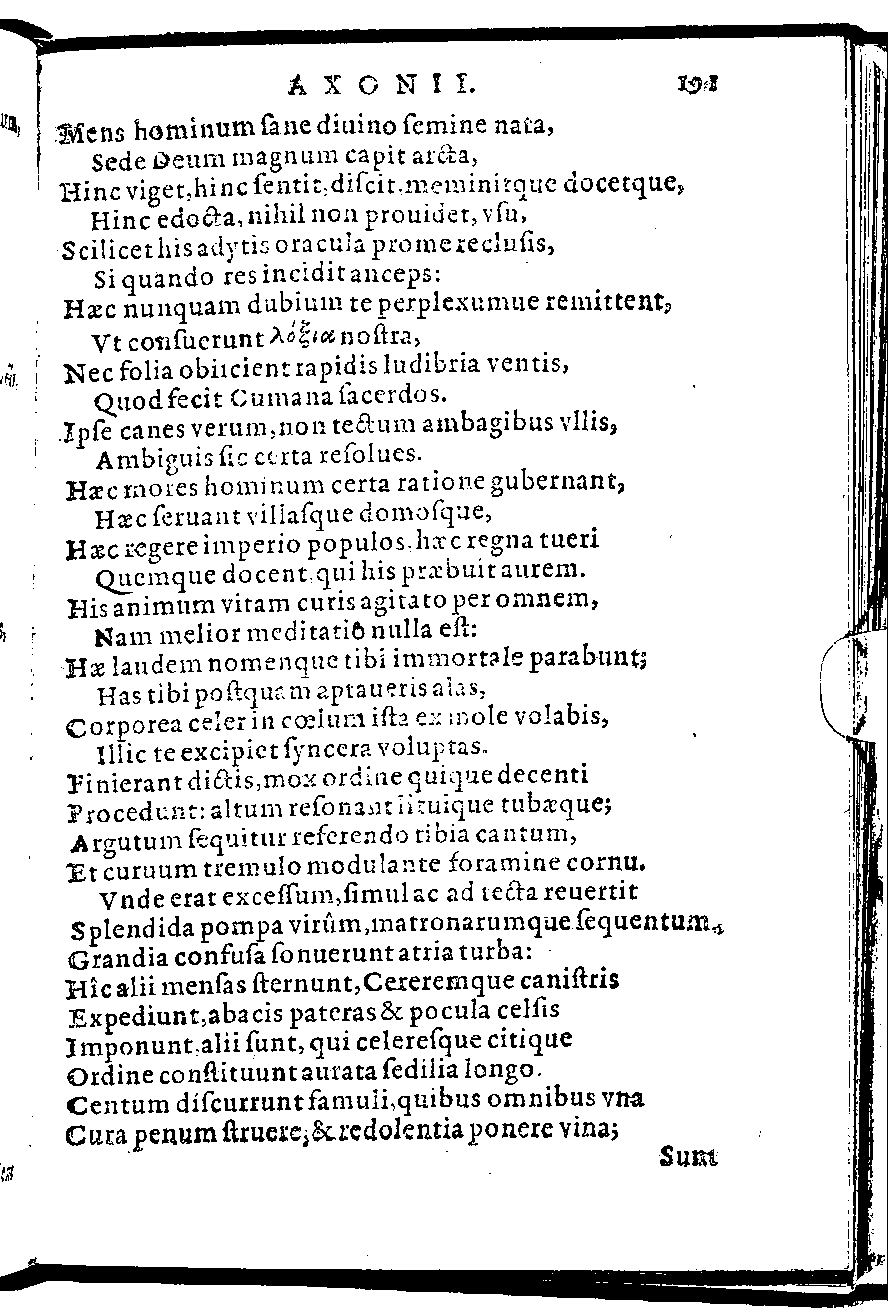 AXONII. 191
Mens hominum ſane diuino ſemine nata,
Sede Deum magnum capit arcta,
Hinc viget, hinc ſentit, diſcit, meminitque docetque,
Hinc edocta, nihil non prouidet, vſu,
Scilicet his adytis oracula prome recluſis,
Si quando res incidit anceps:
Hæc nunquam dubium te perplexumue remittent,
Vt conſuerunt λόξια noſtra,
Nec folia obiicient rapidis ludibria ventis,
Quod fecit Cumana ſacerdos.
Ipſe canes verum, non tectum ambagibus vllis,
Ambiguis ſic certa reſolues.
Hæc mores hominum certa ratione gubernant,
Hæc ſeruant villaſque domoſque,
Hæc regere imperio populos, hæc regna tueri
Quemque docent, qui his præbuit aurem.
His animum vitam curis agitato per omnem,
Nam melior meditatiô nulla eſt:
Hæ laudem nomenque tibi immortale parabunt;
Has tibi poſtquam aptaueris alas,
Corporea celer in cœlum iſta ex mole volabis,
Illic te excipiet ſyncera voluptas.
Finierant dictis, mox ordine quique decenti
Procedunt: altum reſonant lituique tubæque;
Argutum ſequitur referendo tibia cantum,
Et curuum tremulo modulante foramine cornu.
Vnde erat exceſſum, ſimul ac ad tecta reuertit
Splendida pompa virûm, matronarumque ſequentum,
Grandia confuſa ſonuerunt atria turba:
Hîc alii menſas ſternunt, Cereremque caniſtris
Expediunt, abacis pateras & pocula celſis
Imponunt, alii ſunt, qui celereſque citique
Ordine conſtituunt aurata ſedilia longo.
Centum diſcurrunt famuli, quibus omnibus vna
Cura penum ſtruere, & redolentia ponere vina;
Sunt